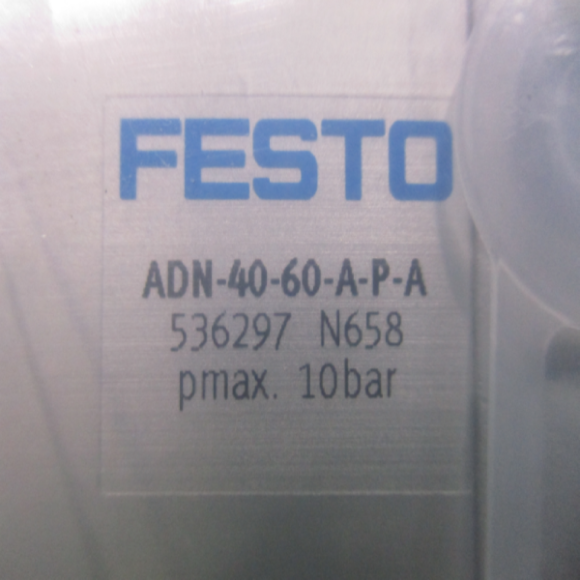 FESTO
ADN-40-60-A-P-A
536297 N658
pmax. 10bar